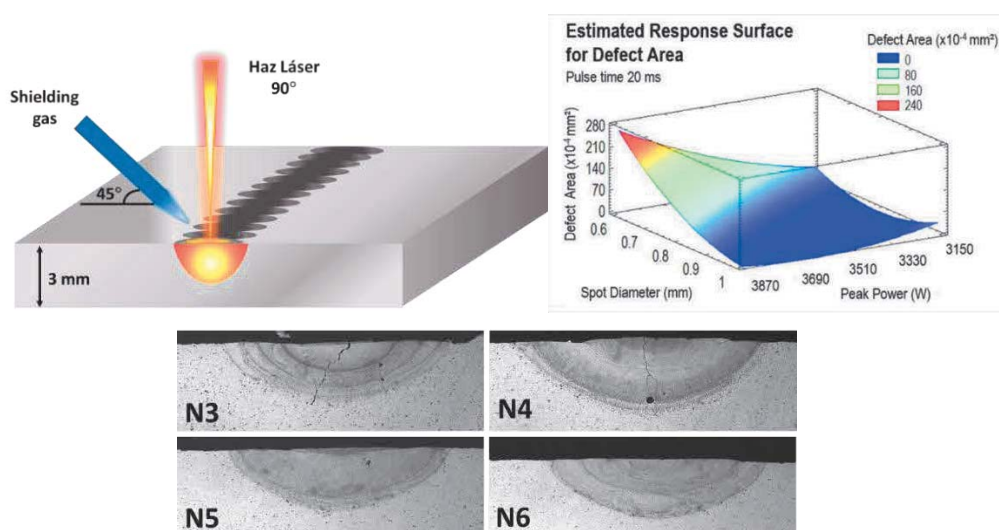 Haz Láser
90°
Shielding
gas
45°
3 mm
Estimated Response Surface
for Defect Area
Pulse time 20 ms
Defect Area (x10⁻⁴ mm²)
0
80
160
240
Defect Area (x10⁻⁴ mm²)
280
210
140
70
0
0.6
0.7
0.8
0.9
1
Spot Diameter (mm)
3870
3690
3510
3330
3150
Peak Power (W)
N3
N4
N5
N6